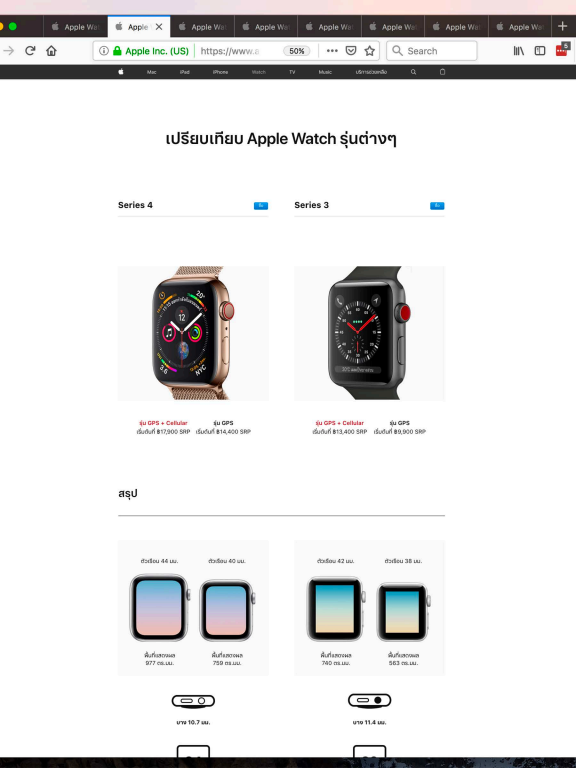 Apple Wa
Apple
Apple Wa
Apple Wa
Apple Wa
Apple Wa
Apple Wa
Apple Wa
Apple Inc. (US)
https://www.a
50%
Search
5
Mac
iPad
iPhone
Watch
TV
Music
บริการช่วยเหลือ
เปรียบเทียบ Apple Watch รุ่นต่างๆ
Series 4
ซื้อ
Series 3
ซื้อ
20°
12
5.6
NYC
รุ่น GPS + Cellular
รุ่น GPS
เริ่มต้นที่ ฿17,900 SRP
เริ่มต้นที่ ฿14,400 SRP
รุ่น GPS + Cellular
รุ่น GPS
เริ่มต้นที่ ฿13,400 SRP
เริ่มต้นที่ ฿9,900 SRP
สรุป
ตัวเรือน 44 มม.
ตัวเรือน 40 มม.
ตัวเรือน 42 มม.
ตัวเรือน 38 มม.
พื้นที่แสดงผล
977 ตร.มม.
พื้นที่แสดงผล
759 ตร.มม.
พื้นที่แสดงผล
740 ตร.มม.
พื้นที่แสดงผล
563 ตร.มม.
บาง 10.7 มม.
บาง 11.4 มม.